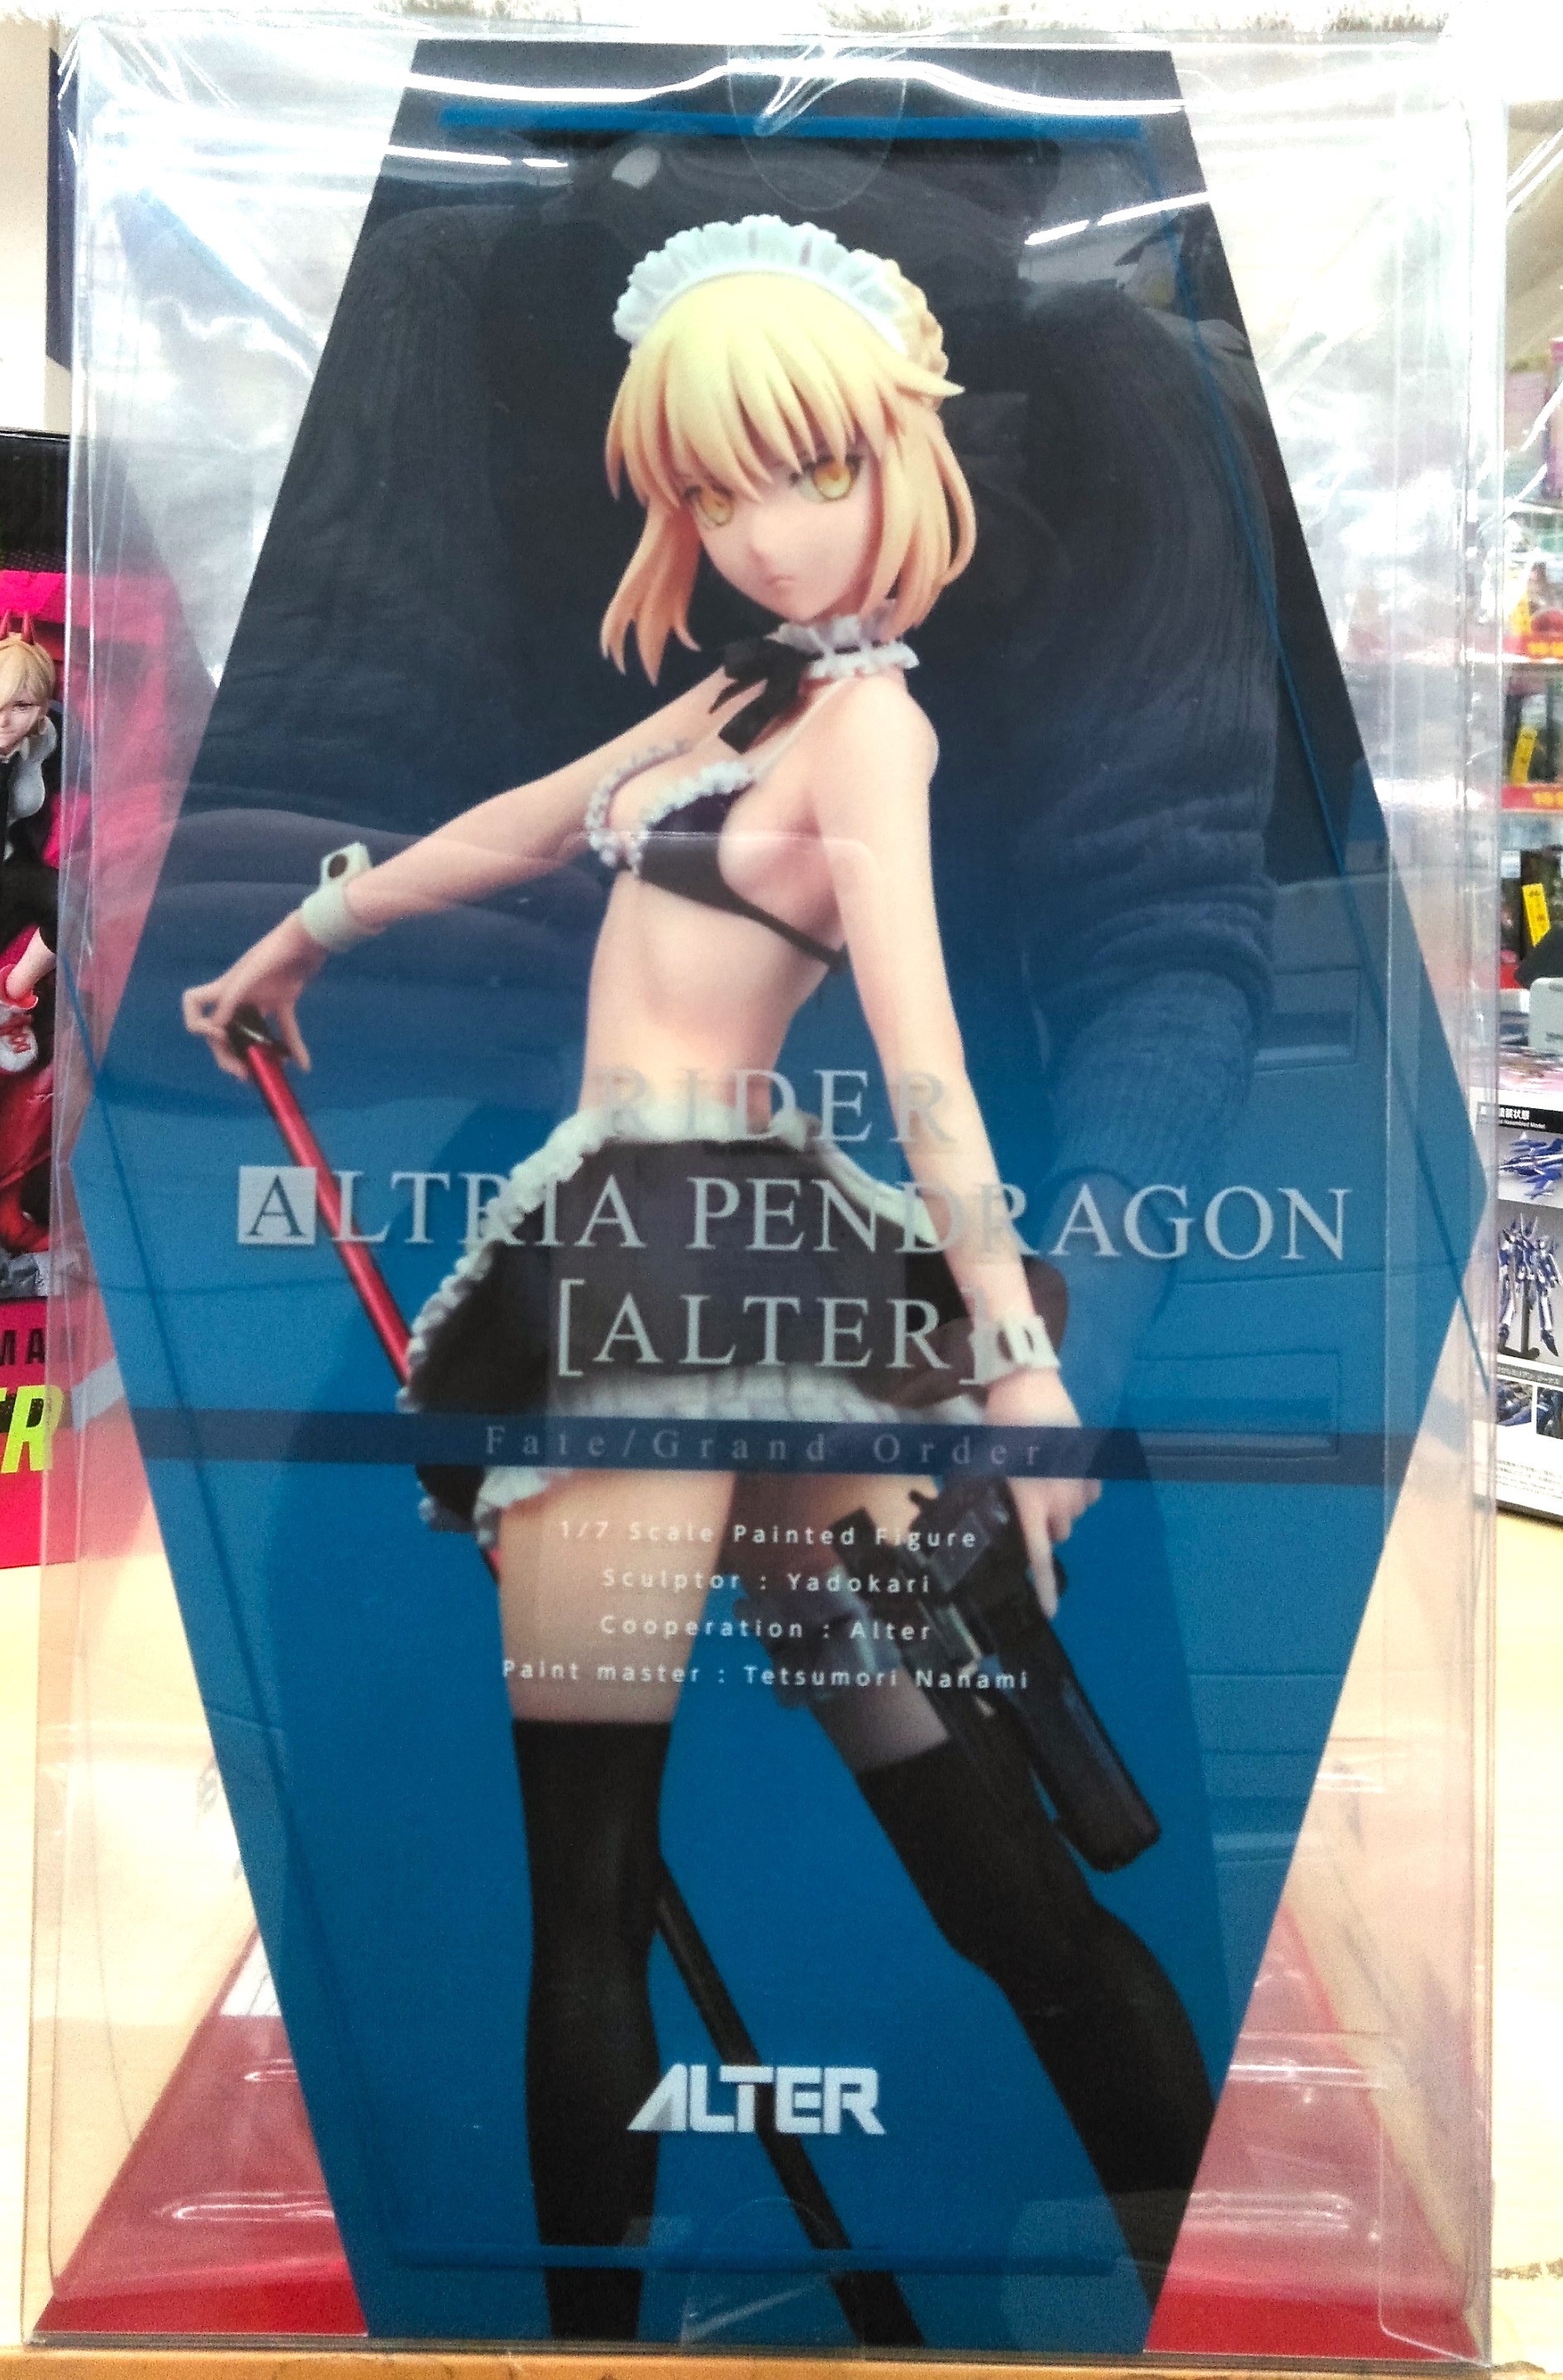 RIDER
ALTRIA PENDRAGON
[ALTER]
Fate/Grand Order
1/7 Scale Painted Figure
Sculptor : Yadokari
Cooperation : Alter
Paint master : Tetsumori Nanami
ALTER